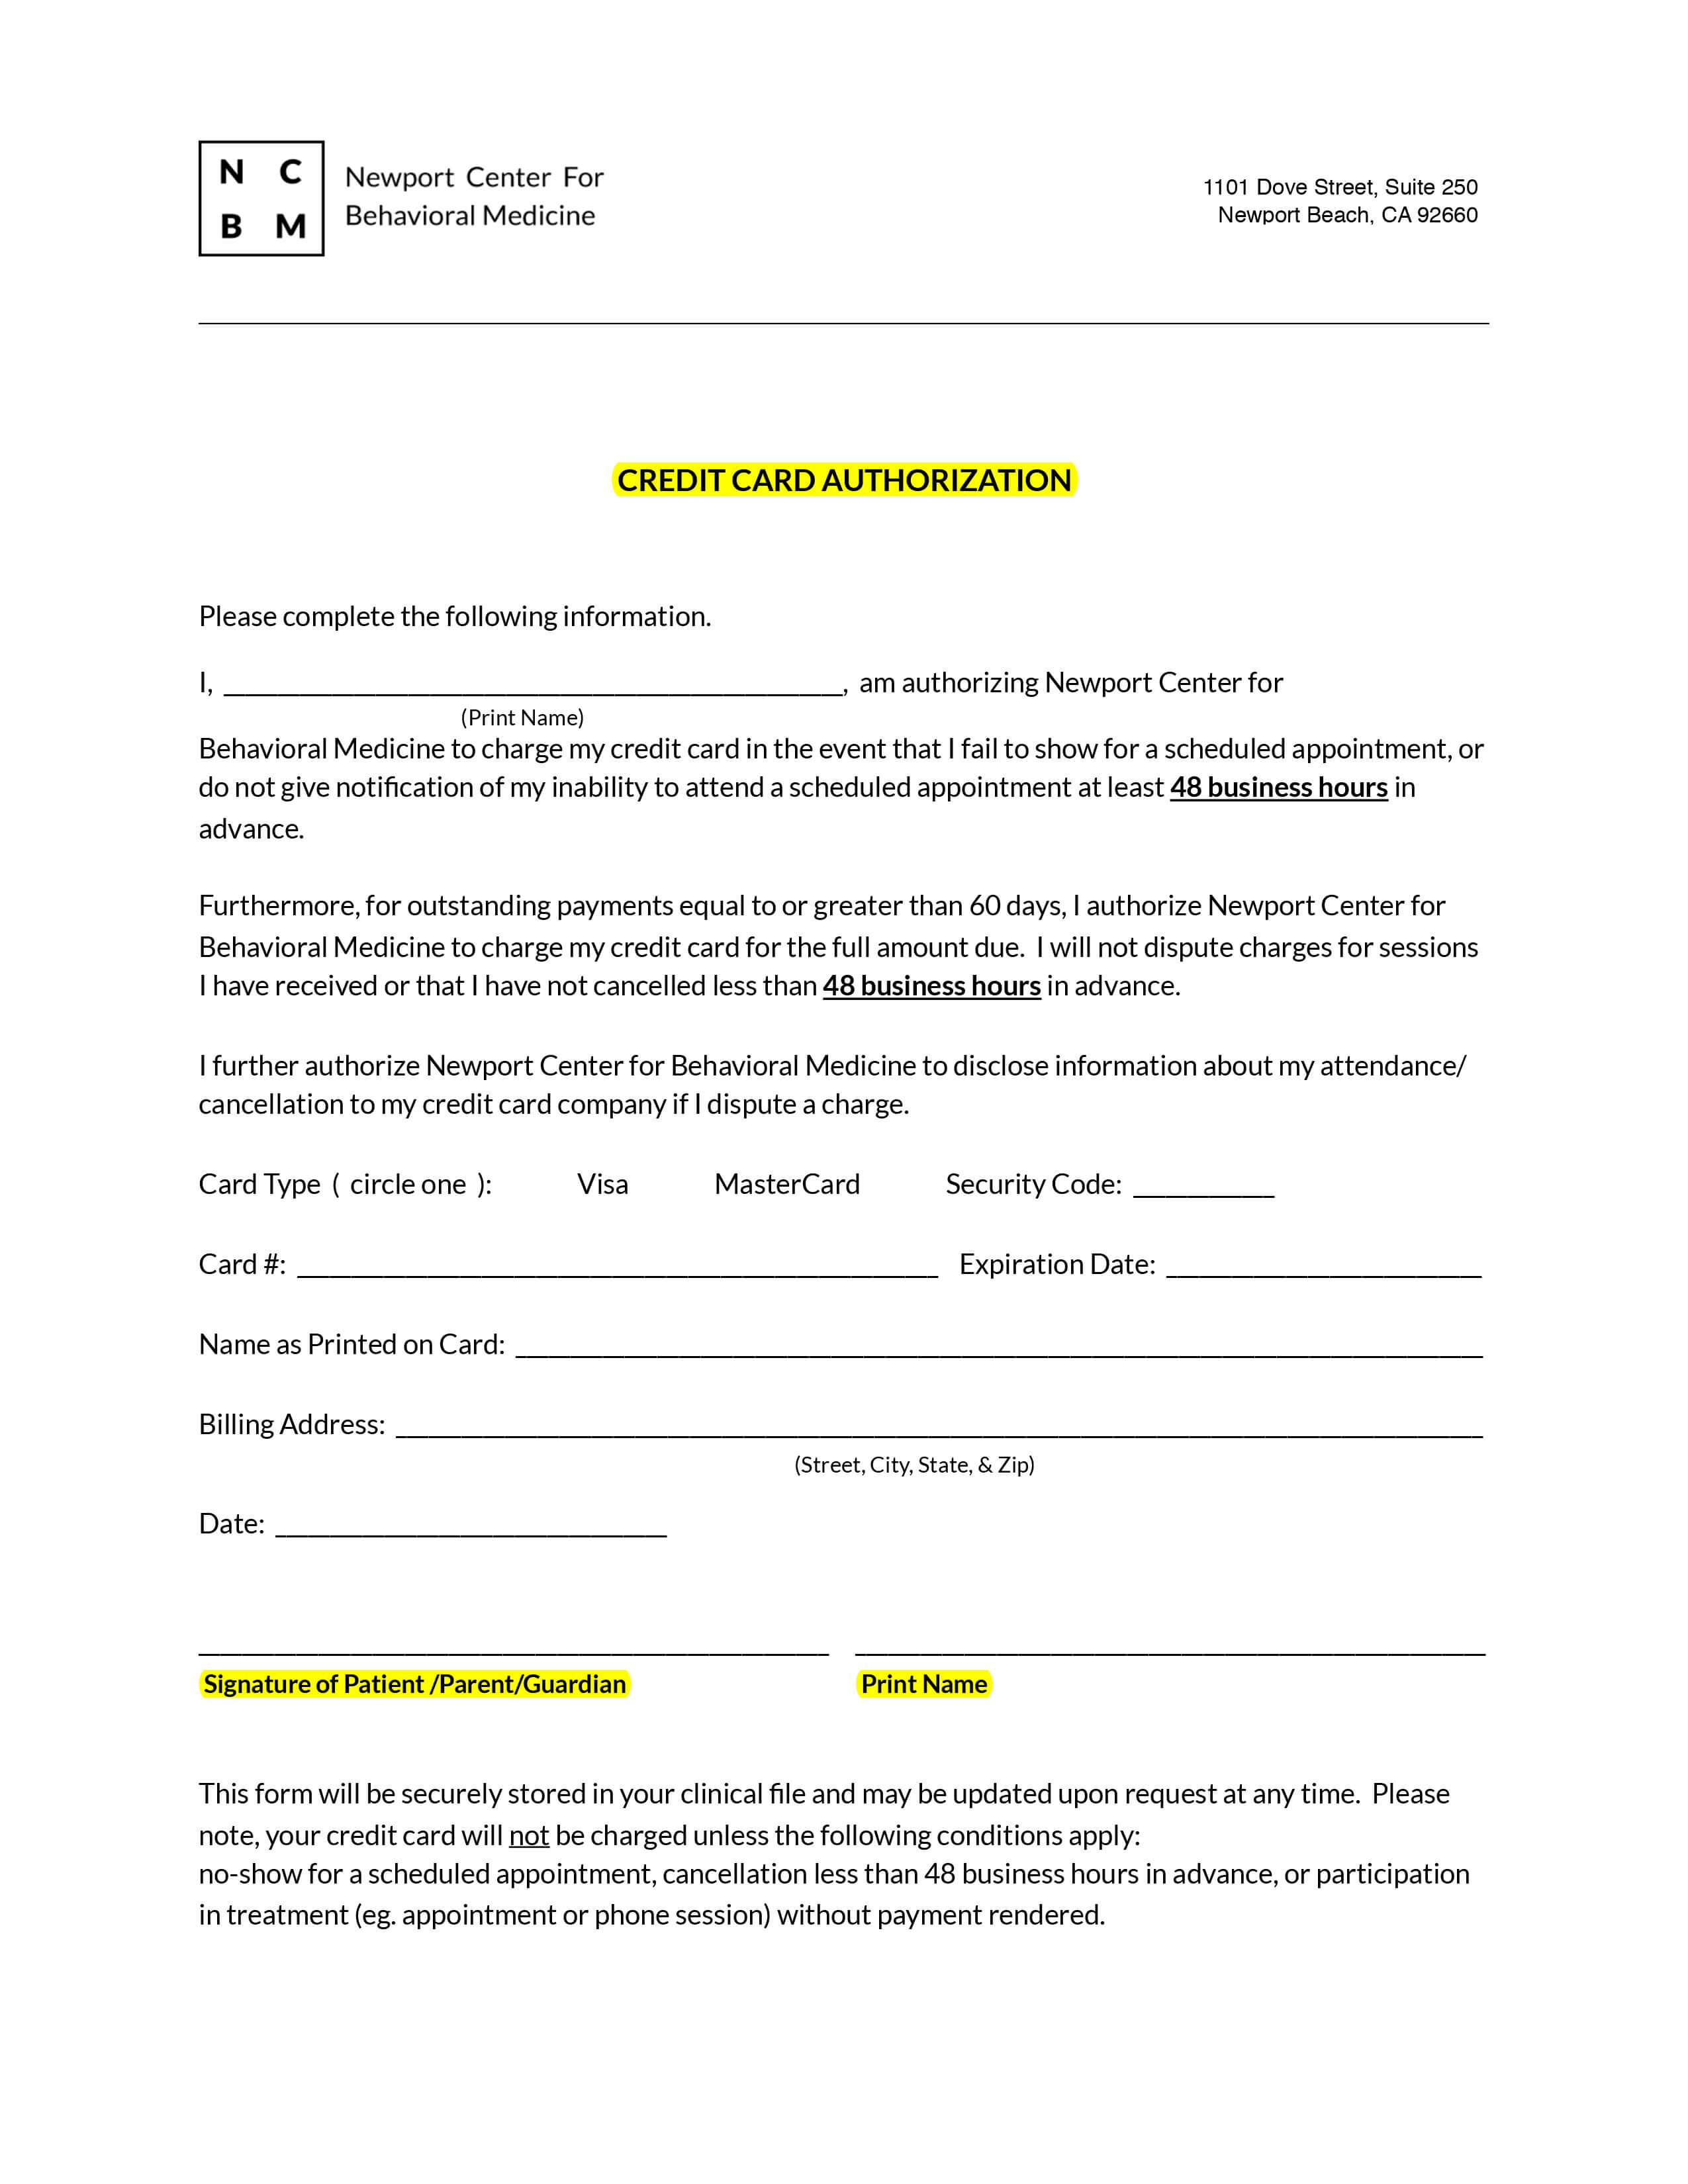 N C
B M
Newport Center For
Behavioral Medicine
1101 Dove Street, Suite 250
Newport Beach, CA 92660
CREDIT CARD AUTHORIZATION
Please complete the following information.
I, ____________________, am authorizing Newport Center for
(Print Name)
Behavioral Medicine to charge my credit card in the event that I fail to show for a scheduled appointment, or
do not give notification of my inability to attend a scheduled appointment at least 48 business hours in
advance.
Furthermore, for outstanding payments equal to or greater than 60 days, I authorize Newport Center for
Behavioral Medicine to charge my credit card for the full amount due. I will not dispute charges for sessions
I have received or that I have not cancelled less than 48 business hours in advance.
I further authorize Newport Center for Behavioral Medicine to disclose information about my attendance/
cancellation to my credit card company if I dispute a charge.
Card Type ( circle one ): Visa MasterCard Security Code: __________
Card #: ____________________ Expiration Date: ____________________
Name as Printed on Card: ____________________
Billing Address: ____________________
(Street, City, State, & Zip)
Date: ____________________
Signature of Patient /Parent/Guardian Print Name
This form will be securely stored in your clinical file and may be updated upon request at any time. Please
note, your credit card will not be charged unless the following conditions apply:
no-show for a scheduled appointment, cancellation less than 48 business hours in advance, or participation
in treatment (eg. appointment or phone session) without payment rendered.